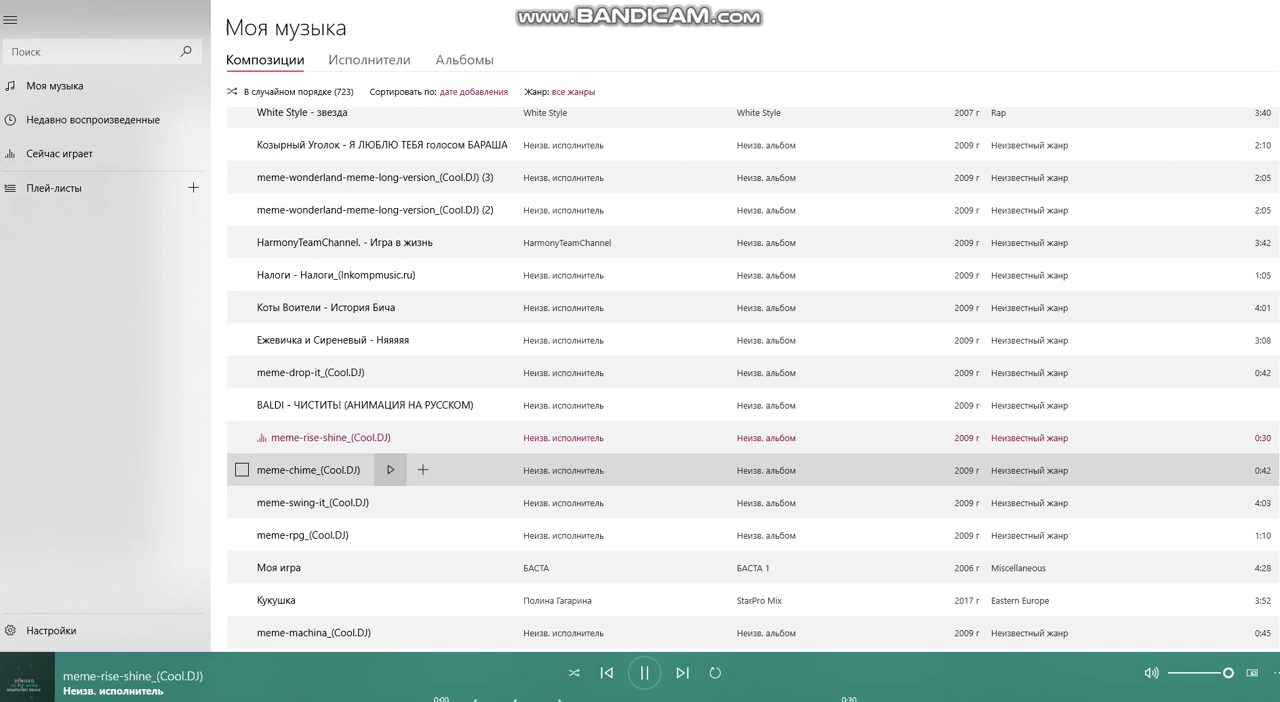 www.BANDICAM.com
Моя музыка
Поиск
Композиции Исполнители Альбомы
Моя музыка
В случайном порядке (723) Сортировать по: дате добавления Жанр: все жанры
White Style - звезда White Style White Style 2007 г Rap 3:40
Недавно воспроизведенные
Козырный Уголок - Я ЛЮБЛЮ ТЕБЯ голосом БАРАША Неизв. исполнитель Неизв. альбом 2009 г Неизвестный жанр 2:10
Сейчас играет
meme-wonderland-meme-long-version_(Cool.DJ) (3) Неизв. исполнитель Неизв. альбом 2009 г Неизвестный жанр 2:05
Плей-листы
meme-wonderland-meme-long-version_(Cool.DJ) (2) Неизв. исполнитель Неизв. альбом 2009 г Неизвестный жанр 2:05
HarmonyTeamChannel. - Игра в жизнь HarmonyTeamChannel Неизв. альбом 2009 г Неизвестный жанр 3:42
Налоги - Налоги_(Inkompmusic.ru) Неизв. исполнитель Неизв. альбом 2009 г Неизвестный жанр 1:05
Коты Воители - История Бича Неизв. исполнитель Неизв. альбом 2009 г Неизвестный жанр 4:01
Ежевичка и Сиреневый - Няяяяя Неизв. исполнитель Неизв. альбом 2009 г Неизвестный жанр 3:08
meme-drop-it_(Cool.DJ) Неизв. исполнитель Неизв. альбом 2009 г Неизвестный жанр 0:42
BALDI - ЧИСТИТЬ! (АНИМАЦИЯ НА РУССКОМ) Неизв. исполнитель Неизв. альбом 2009 г Неизвестный жанр 2:05
meme-rise-shine_(Cool.DJ) Неизв. исполнитель Неизв. альбом 2009 г Неизвестный жанр 0:30
meme-chime_(Cool.DJ) Неизв. исполнитель Неизв. альбом 2009 г Неизвестный жанр 0:42
meme-swing-it_(Cool.DJ) Неизв. исполнитель Неизв. альбом 2009 г Неизвестный жанр 4:03
meme-rpg_(Cool.DJ) Неизв. исполнитель Неизв. альбом 2009 г Неизвестный жанр 1:10
Моя игра БАСТА БАСТА 1 2006 г Miscellaneous 4:28
Кукушка Полина Гагарина StarPro Mix 2017 г Eastern Europe 3:52
Настройки
meme-machina_(Cool.DJ) Неизв. исполнитель Неизв. альбом 2009 г Неизвестный жанр 0:45
meme-rise-shine_(Cool.DJ)
Неизв. исполнитель
0:00 0:30